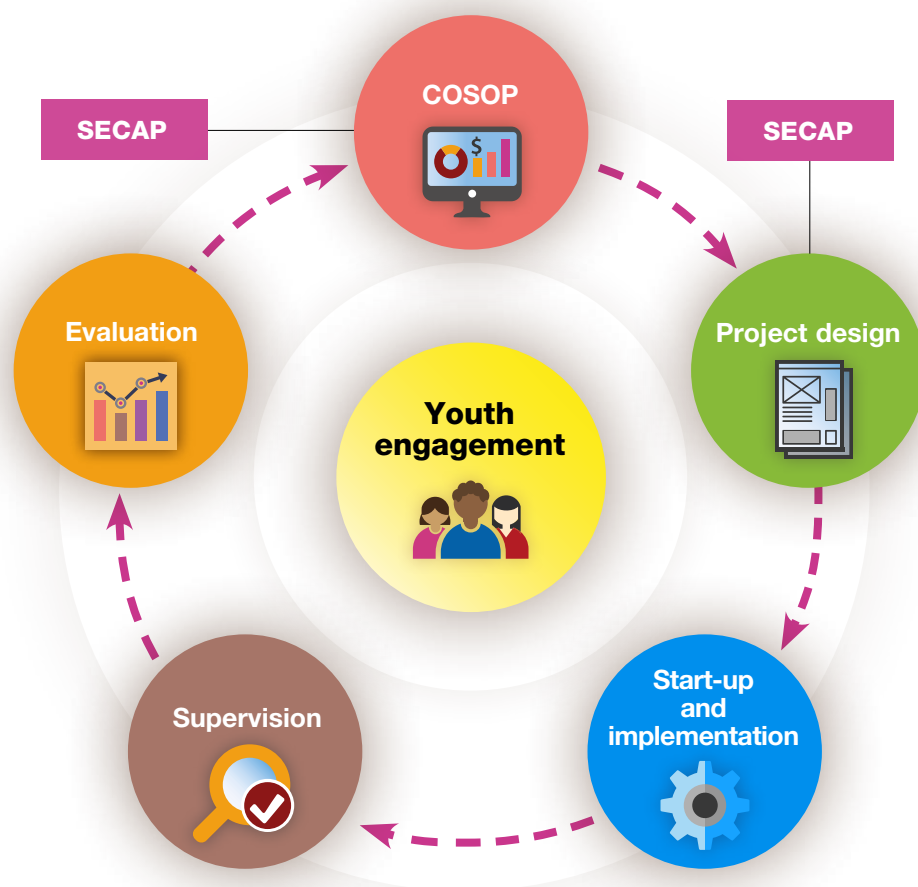 COSOP
SECAP
SECAP
Evaluation
Project design
Youth
engagement
Supervision
Start-up
and
implementation
$